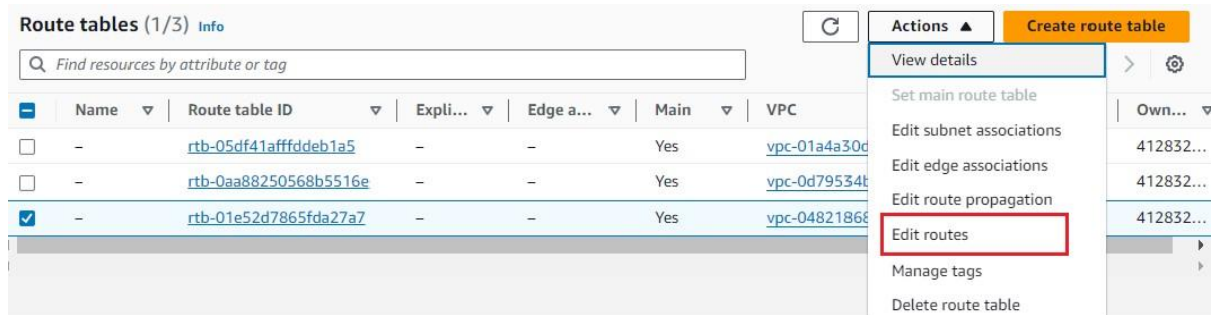 Route tables (1/3) Info
Actions ▲
Create route table
Find resources by attribute or tag
View details
Set main route table
Edit subnet associations
Edit edge associations
Edit route propagation
Edit routes
Manage tags
Delete route table
Name Route table ID Expli... Edge a... Main VPC Own...
– rtb-05df41afffddeb1a5 – – Yes vpc-01a4a30d 412832...
– rtb-0aa88250568b5516e – – Yes vpc-0d79534b 412832...
– rtb-01e52d7865fda27a7 – – Yes vpc-04821868 412832...